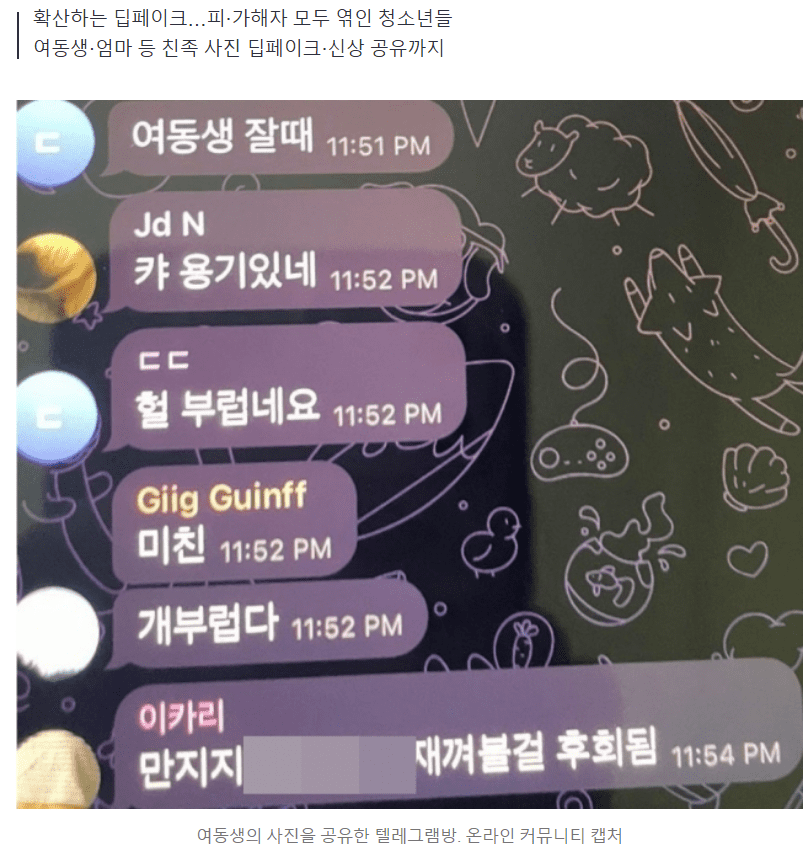 확산하는 딥페이크…피·가해자 모두 엮인 청소년들
여동생·엄마 등 친족 사진 딥페이크·신상 공유까지
ㄷ
여동생 잘때 11:51 PM
Jd N
캬 용기있네 11:52 PM
ㄷㄷ
ㄷ
헐 부럽네요 11:52 PM
Giig Guinff
미친 11:52 PM
개부럽다 11:52 PM
이카리
만지지 재껴볼걸 후회됨 11:54 PM
여동생의 사진을 공유한 텔레그램방. 온라인 커뮤니티 캡처